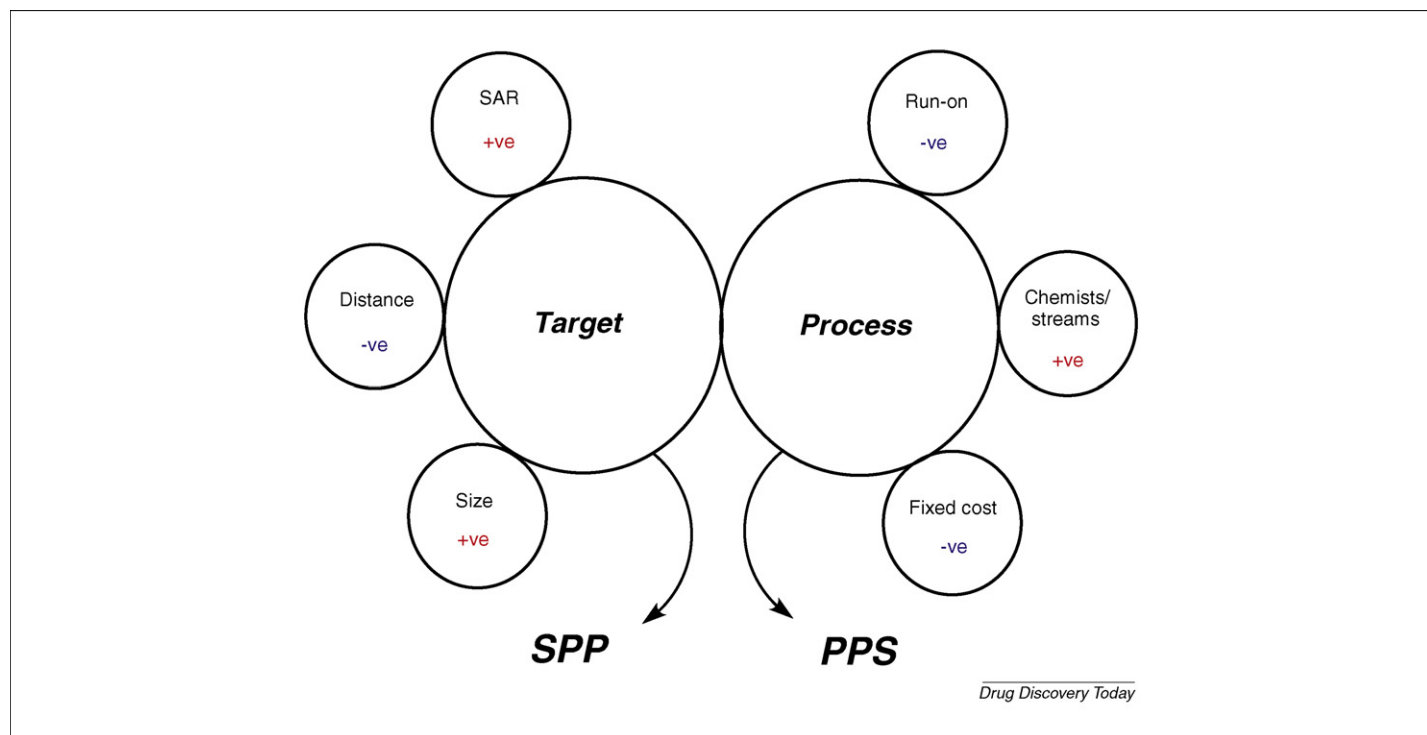 SAR
+ve
Run-on
-ve
Distance
-ve
Target
Process
Chemists/
streams
+ve
Size
+ve
Fixed cost
-ve
SPP
PPS
Drug Discovery Today